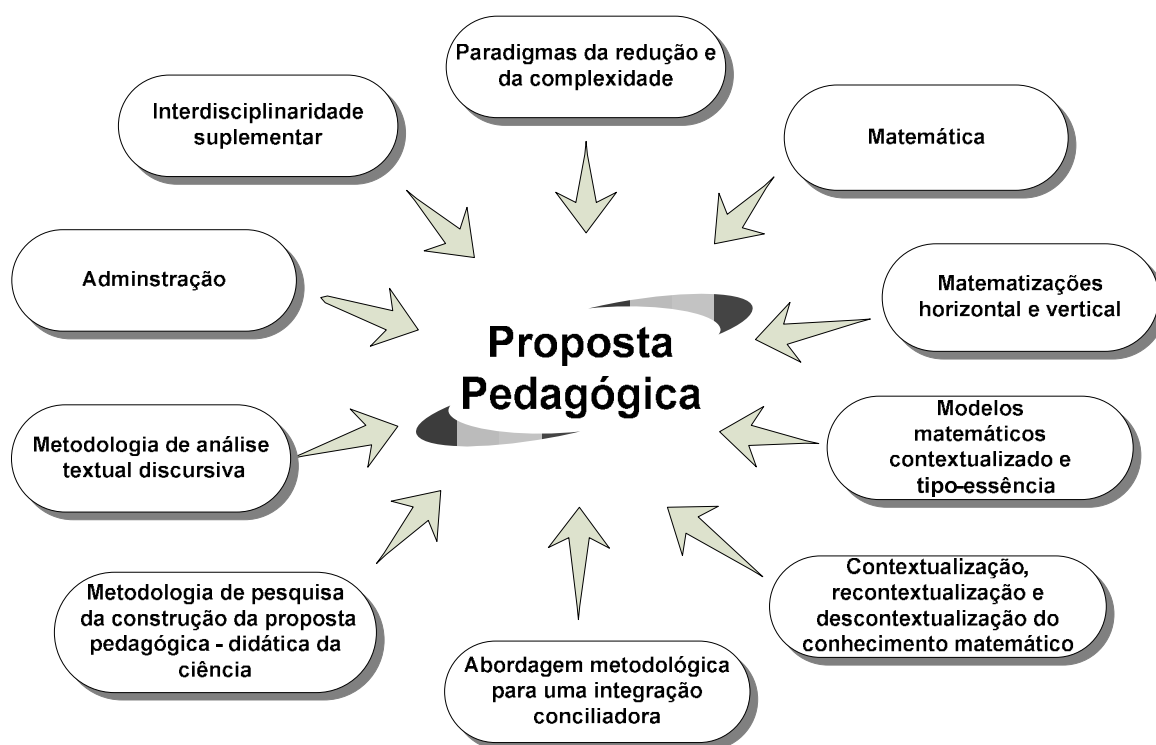 Paradigmas da redução e
da complexidade
Interdisciplinaridade
suplementar
Matemática
Adminstração
Matematizações
horizontal e vertical
Proposta
Pedagógica
Metodologia de análise
textual discursiva
Modelos
matemáticos
contextualizado e
tipo-essência
Metodologia de pesquisa
da construção da proposta
pedagógica - didática da
ciência
Abordagem metodológica
para uma integração
conciliadora
Contextualização,
recontextualização e
descontextualização do
conhecimento matemático